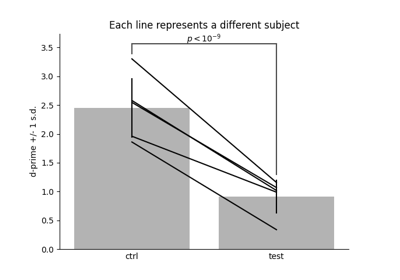 Each line represents a different subject
p < 10⁻⁹
3.5
3.0
2.5
2.0
1.5
1.0
0.5
0.0
d-prime +/- 1 s.d.
ctrl
test